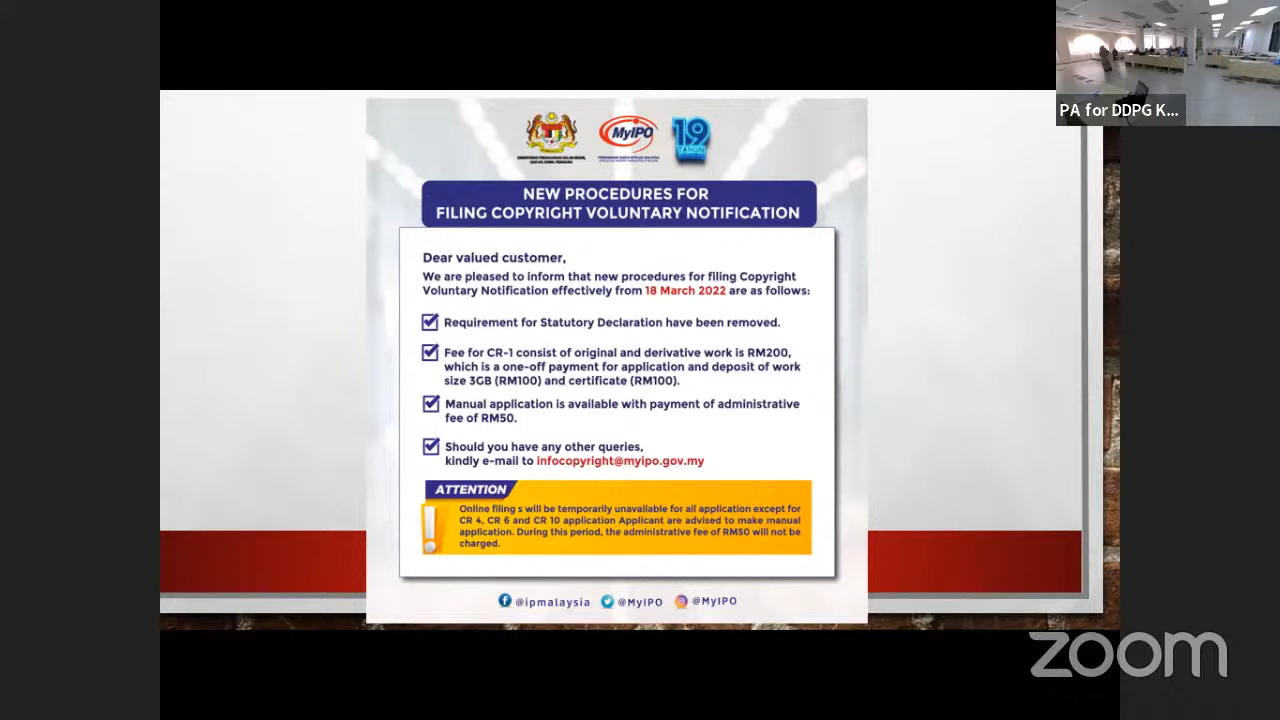 PA for DDPG K...
MyIPO
19
TAHUN
NEW PROCEDURES FOR
FILING COPYRIGHT VOLUNTARY NOTIFICATION
Dear valued customer,
We are pleased to inform that new procedures for filing Copyright
Voluntary Notification effectively from 18 March 2022 are as follows:
Requirement for Statutory Declaration have been removed.
Fee for CR-1 consist of original and derivative work is RM200,
which is a one-off payment for application and deposit of work
size 3GB (RM100) and certificate (RM100).
Manual application is available with payment of administrative
fee of RM50.
Should you have any other queries,
kindly e-mail to infocopyright@myipo.gov.my
ATTENTION
Online filing s will be temporarily unavailable for all application except for
CR 4, CR 6 and CR 10 application Applicant are advised to make manual
application. During this period, the administrative fee of RM50 will not be
charged.
@ipmalaysia @MyIPO @MyIPO
zoom